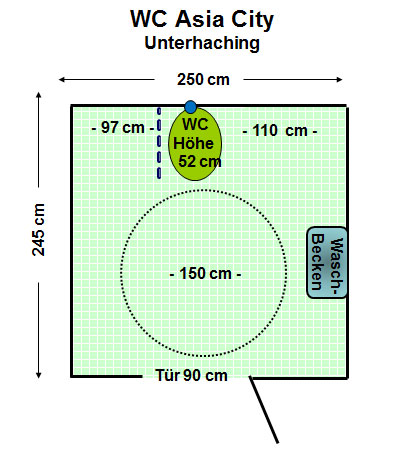 WC Asia City
Unterhaching
250 cm
- 97 cm -
WC
Höhe
52 cm
- 110 cm -
245 cm
- 150 cm -
Wasch-
Becken
Tür 90 cm